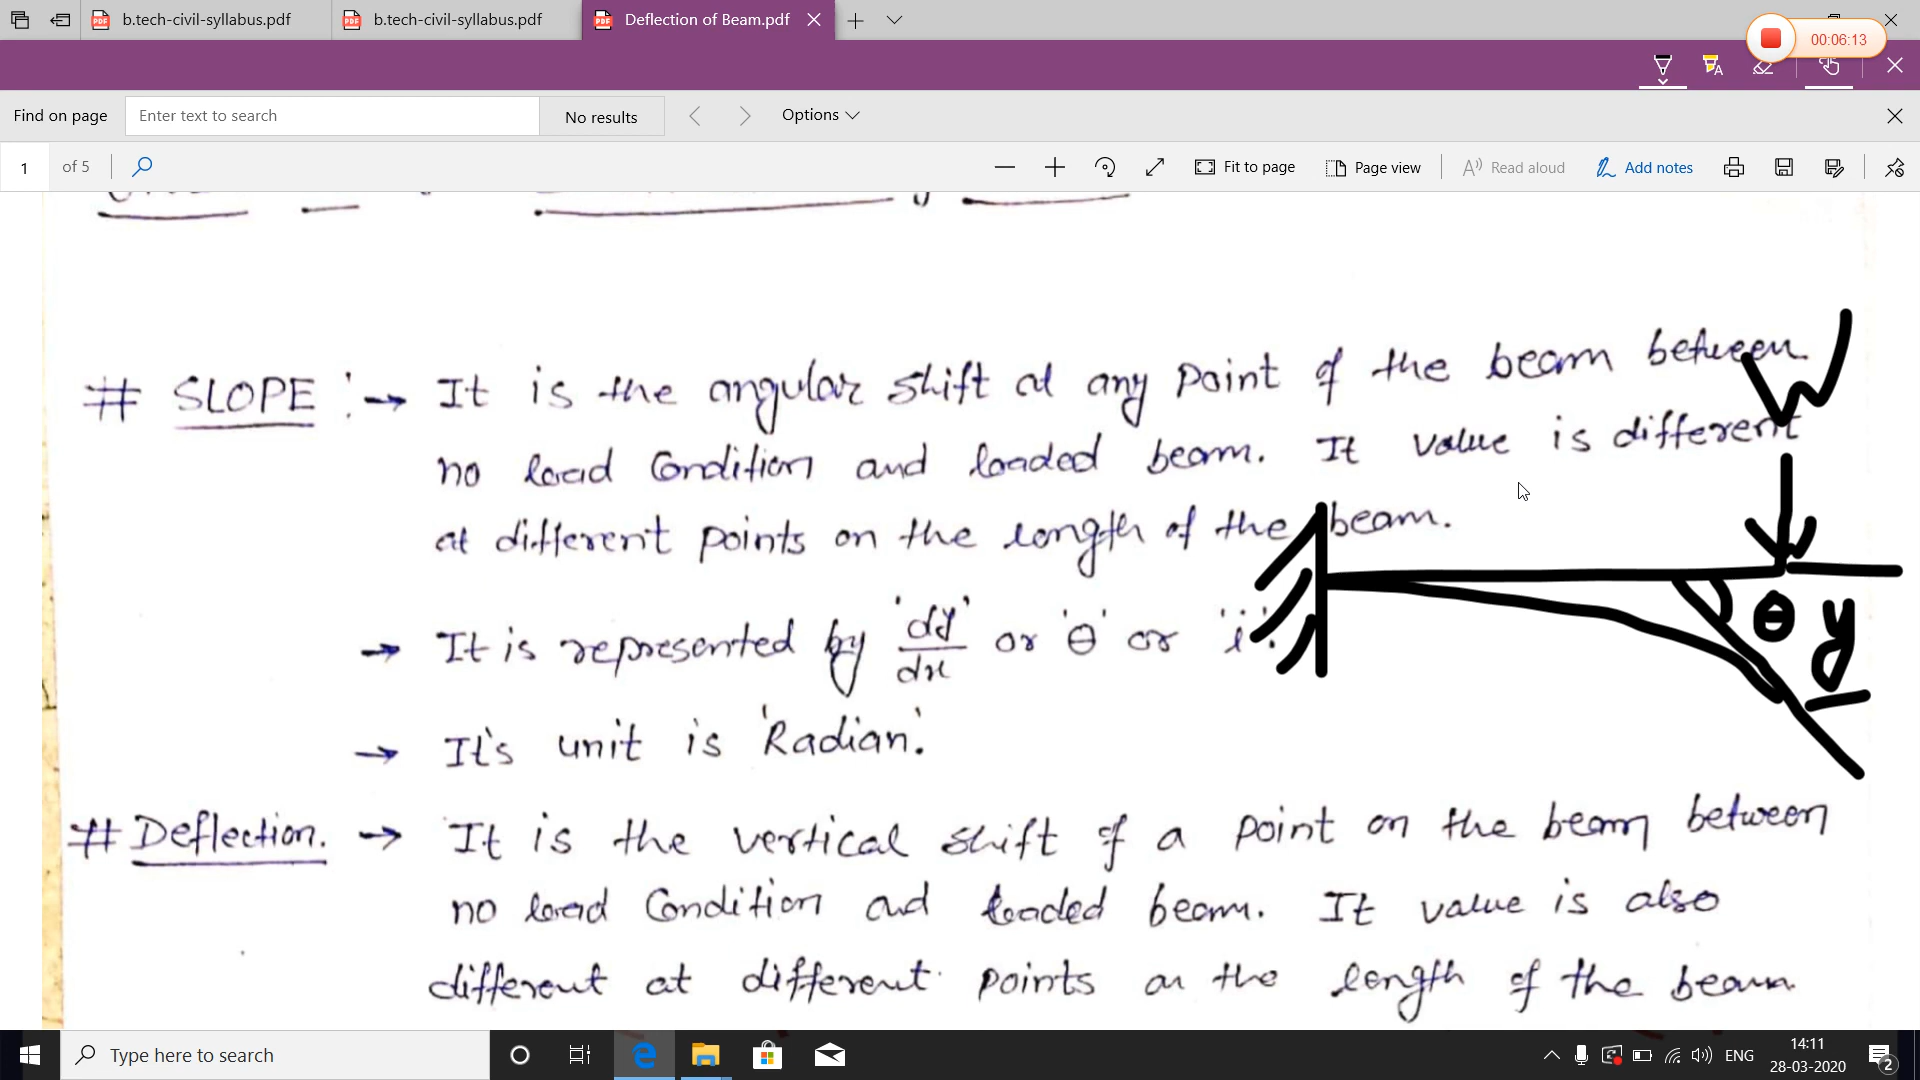 b.tech-civil-syllabus.pdf b.tech-civil-syllabus.pdf Deflection of Beam.pdf
00:06:13
Find on page Enter text to search No results Options
1 of 5 Fit to page Page view Read aloud Add notes
# SLOPE :→ It is the angular shift at any point of the beam between
W
no load Condition and loaded beam. It value is different
at different points on the length of the beam.
→ It is represented by 'dy/dx' or 'θ' or 'i'.
θ y
→ It's unit is 'Radian.'
# Deflection. → It is the vertical shift of a point on the beam between
no load Condition and loaded beam. It value is also
different at different points on the length of the beam
Type here to search
ENG
14:11
28-03-2020
2